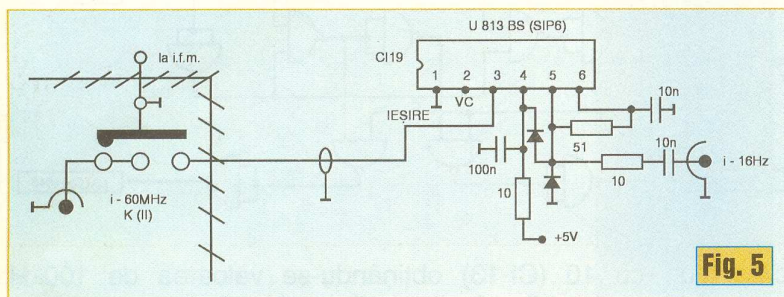 U 813 BS (SIP6)
CI19
1 2 3 4 5 6
VC
la i.f.m.
IEȘIRE
10n
51
100n
10n
10
10
i - 16Hz
i - 60MHz
K (II)
+5V
Fig. 5